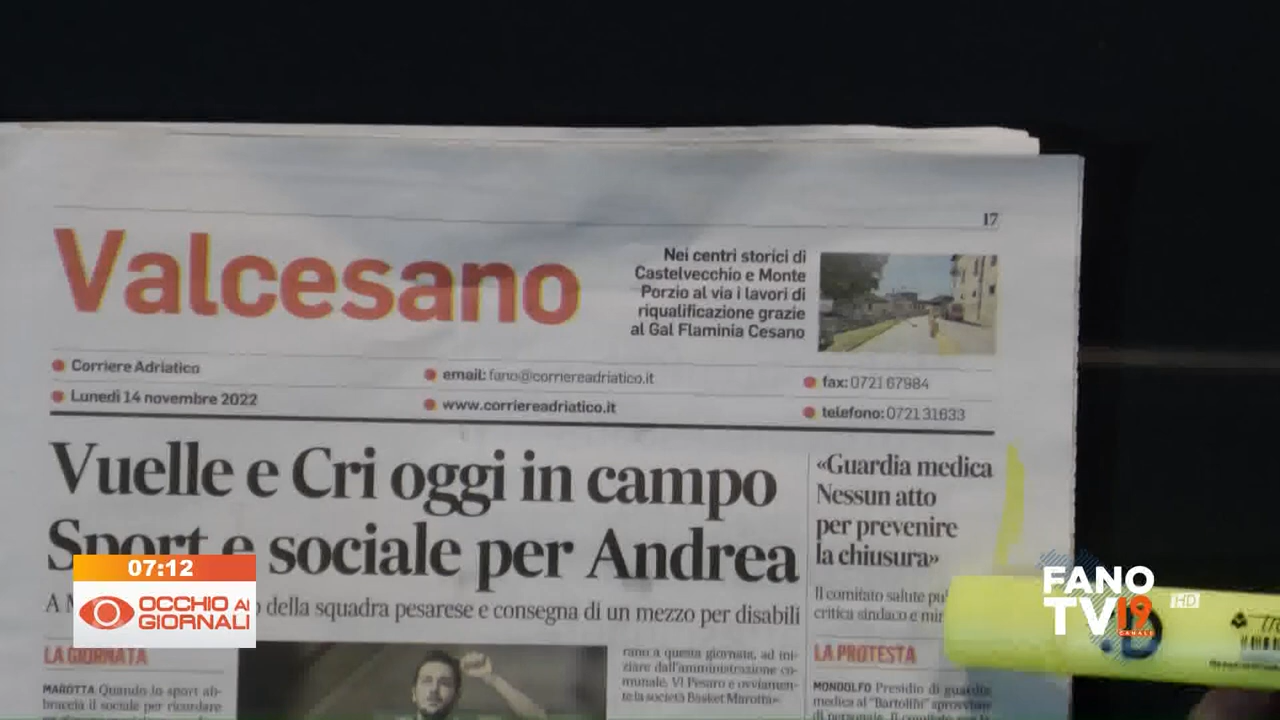 17
Valcesano
Nei centri storici di
Castelvecchio e Monte
Porzio al via i lavori di
riqualificazione grazie
al Gal Flaminia Cesano
Corriere Adriatico
email: fano@corriereadriatico.it
fax: 0721 67984
Lunedì 14 novembre 2022
www.corriereadriatico.it
telefono: 0721 31633
Vuelle e Cri oggi in campo
Sport e sociale per Andrea
A
della squadra pesarese e consegna di un mezzo per disabili
«Guardia medica
Nessun atto
per prevenire
la chiusura»
Il comitato salute
critica sindaco e
LA GIORNATA
MAROTTA Quando lo sport ab-
braccia il sociale per ricordare
rano a questa giornata, ad ini-
ziare dall'amministrazione co-
munale, Vl Pesaro e ovviamen-
te la società Basket Marotta»
LA PROTESTA
MONDOLFO Presidio di guardia
medica al "Bartolini"
di personale. Il comitato
07:12
OCCHIO AI
GIORNALI
FANO
TV19
CANALE
HD